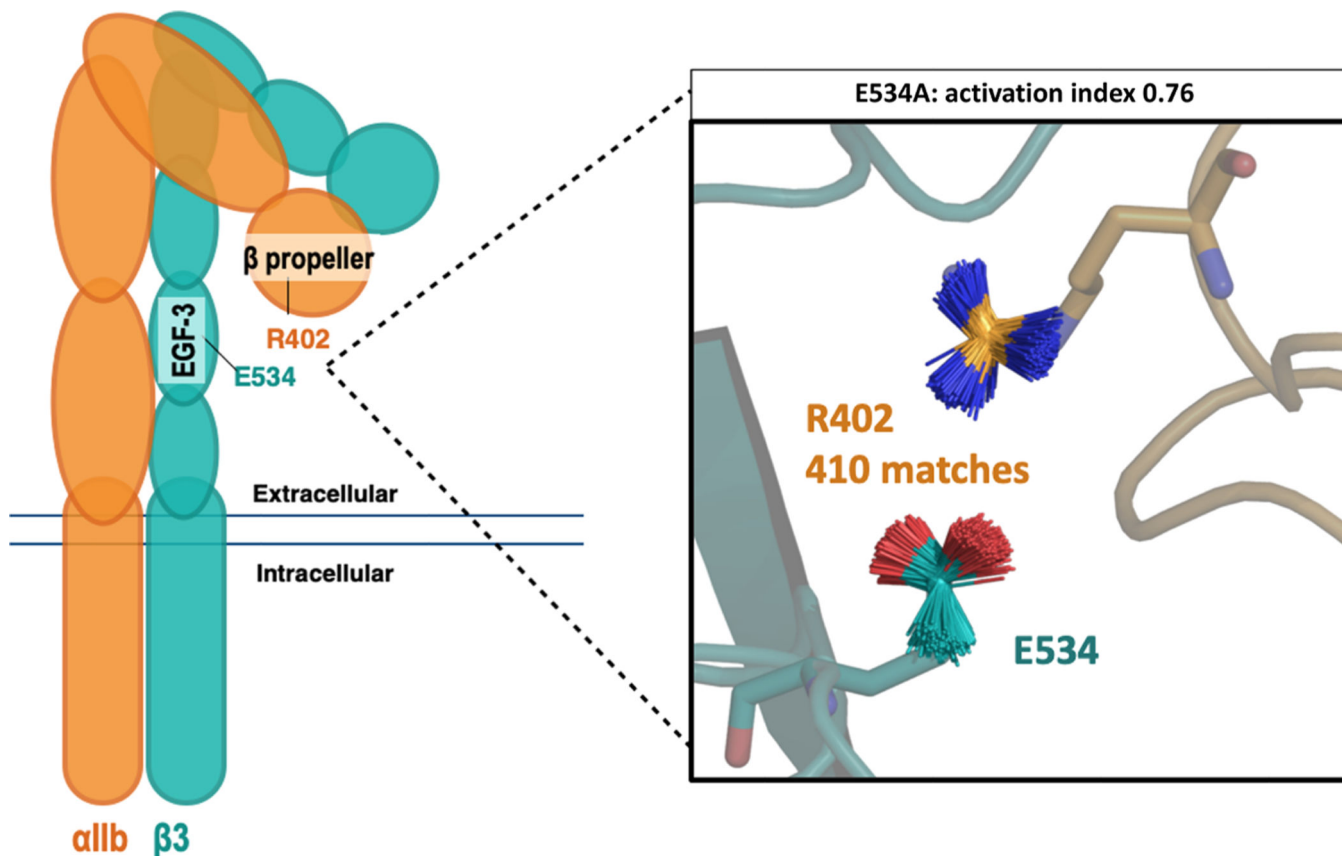 β propeller
R402
EGF-3
E534
Extracellular
Intracellular
αIIb β3
E534A: activation index 0.76
R402
410 matches
E534